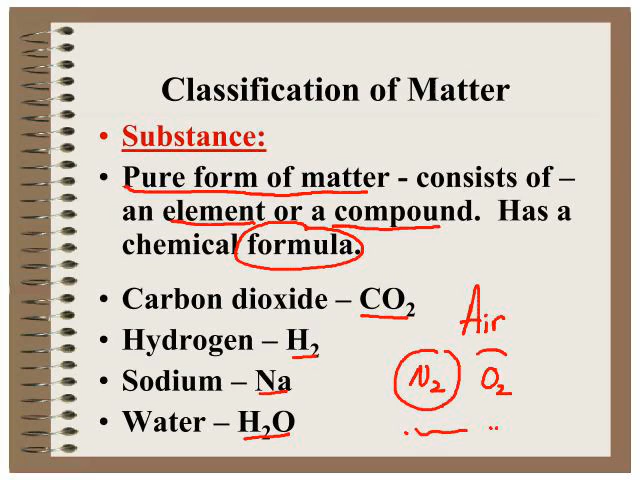 Classification of Matter
• Substance:
• Pure form of matter - consists of –
an element or a compound. Has a
chemical formula.
• Carbon dioxide – CO₂
• Hydrogen – H₂
• Sodium – Na
• Water – H₂O
Air
N₂ O₂